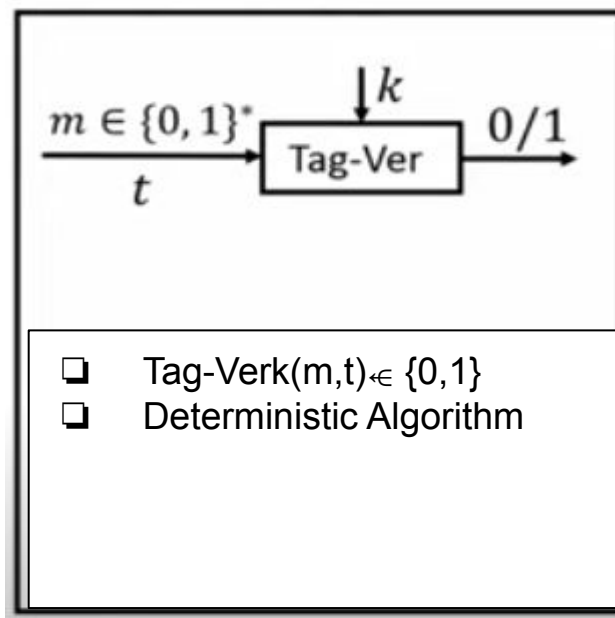 k
m ∈ {0, 1}*
0/1
Tag-Ver
t
❑ Tag-Verk(m,t)⋲ {0,1}
❑ Deterministic Algorithm